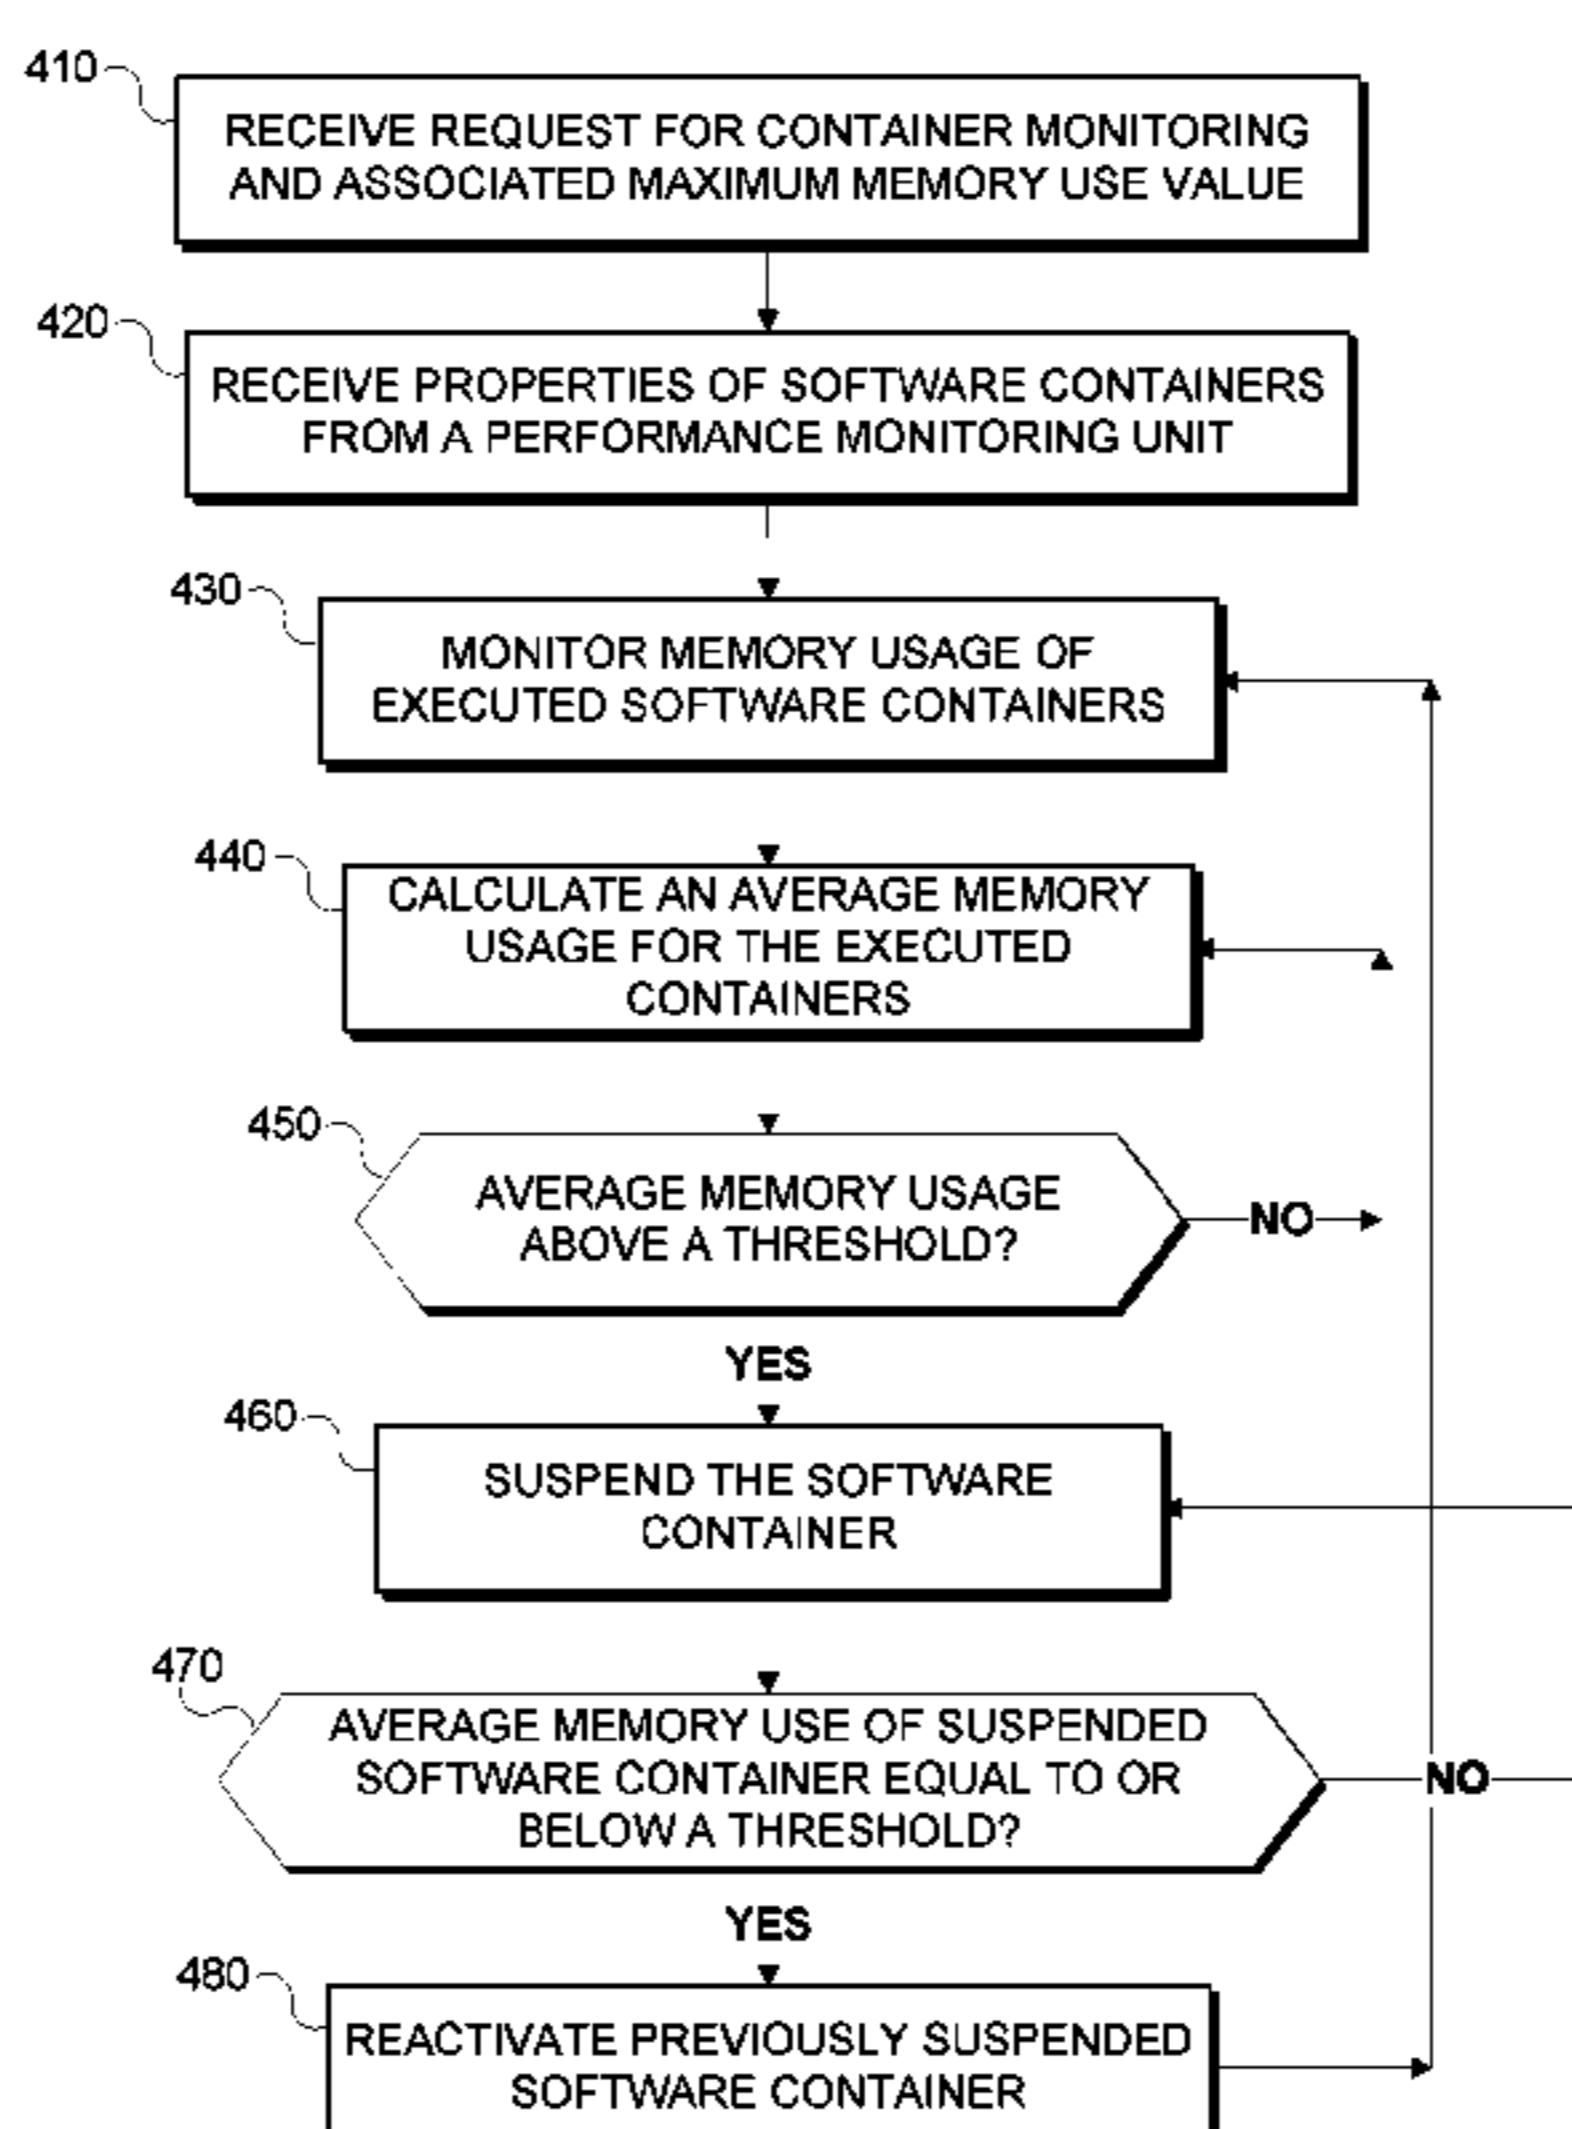 410
RECEIVE REQUEST FOR CONTAINER MONITORING
AND ASSOCIATED MAXIMUM MEMORY USE VALUE
420
RECEIVE PROPERTIES OF SOFTWARE CONTAINERS
FROM A PERFORMANCE MONITORING UNIT
430
MONITOR MEMORY USAGE OF
EXECUTED SOFTWARE CONTAINERS
440
CALCULATE AN AVERAGE MEMORY
USAGE FOR THE EXECUTED
CONTAINERS
450
AVERAGE MEMORY USAGE
ABOVE A THRESHOLD?
NO
YES
460
SUSPEND THE SOFTWARE
CONTAINER
470
AVERAGE MEMORY USE OF SUSPENDED
SOFTWARE CONTAINER EQUAL TO OR
BELOW A THRESHOLD?
NO
YES
480
REACTIVATE PREVIOUSLY SUSPENDED
SOFTWARE CONTAINER